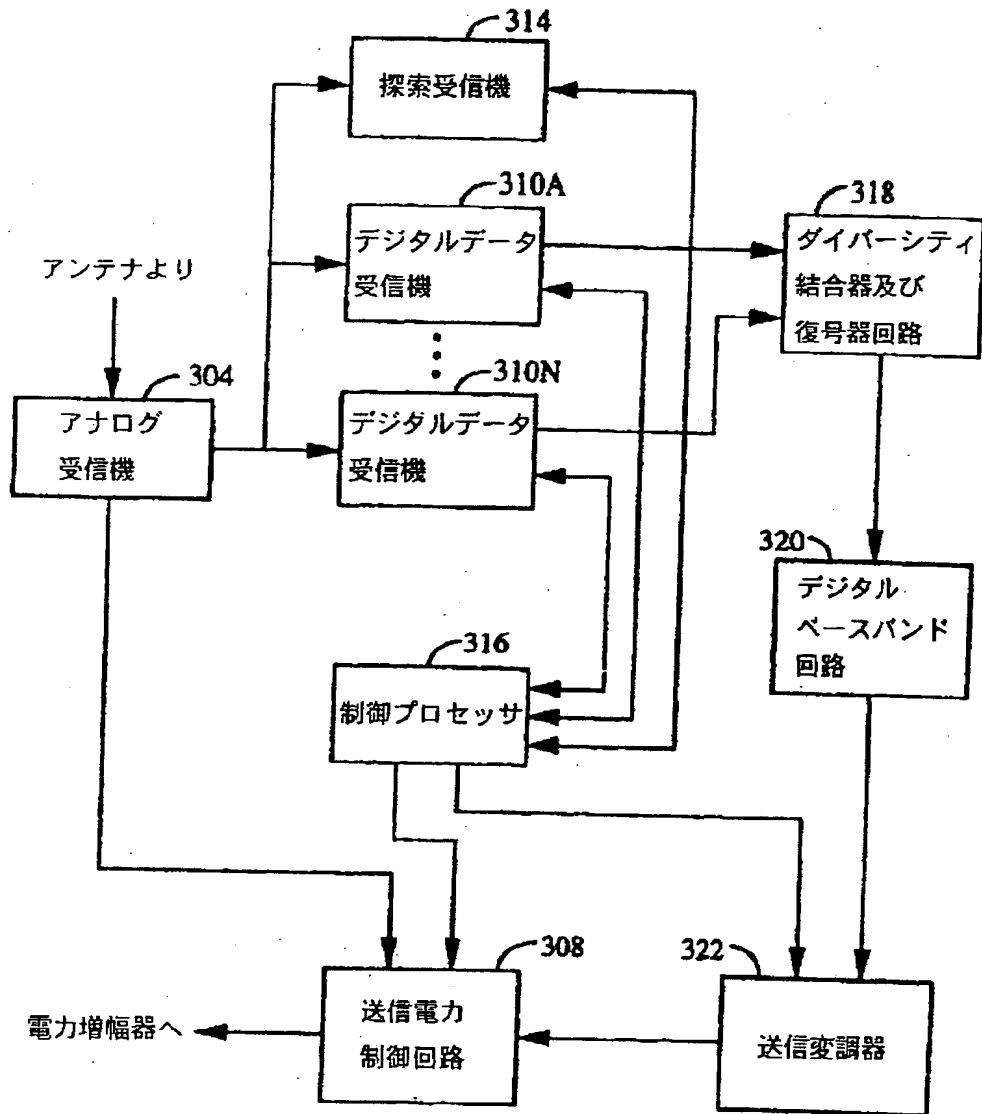 314
探索受信機
310A
デジタルデータ
受信機
318
ダイバーシティ
結合器及び
復号器回路
アンテナより
304
アナログ
受信機
310N
デジタルデータ
受信機
320
デジタル
ベースバンド
回路
316
制御プロセッサ
308
送信電力
制御回路
322
送信変調器
電力増幅器へ